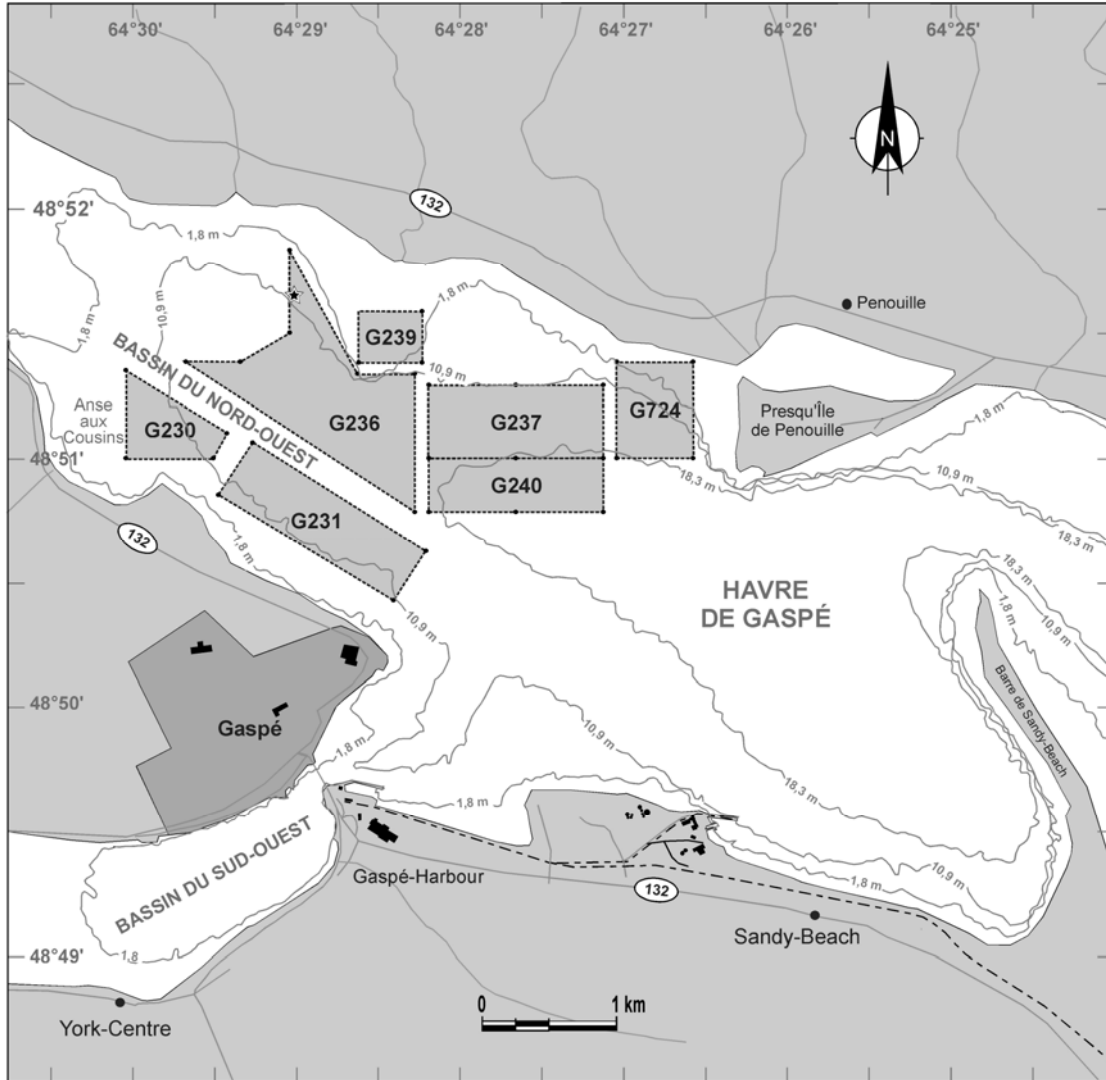 64°30' 64°29' 64°28' 64°27' 64°26' 64°25'
N
132
48°52'
1,8 m
1,8 m
Penouille
10,9 m
1,8 m
G239
BASSIN DU NORD-OUEST
10,9 m
Anse
aux
Cousins
G230
G236
G237
G724
Presqu'Île
de Penouille
1,8 m
48°51'
18,3 m
10,9 m
G240
G231
18,3 m
132
1,8 m
HAVRE
DE GASPÉ
18,3 m
1,8 m
10,9 m
10,9 m
48°50'
Gaspé
Barre de Sandy-Beach
10,9 m
1,8 m
18,3 m
1,8 m
BASSIN DU SUD-OUEST
Gaspé-Harbour
132
1,8 m
10,9 m
Sandy-Beach
48°49'
1,8
0 1 km
York-Centre